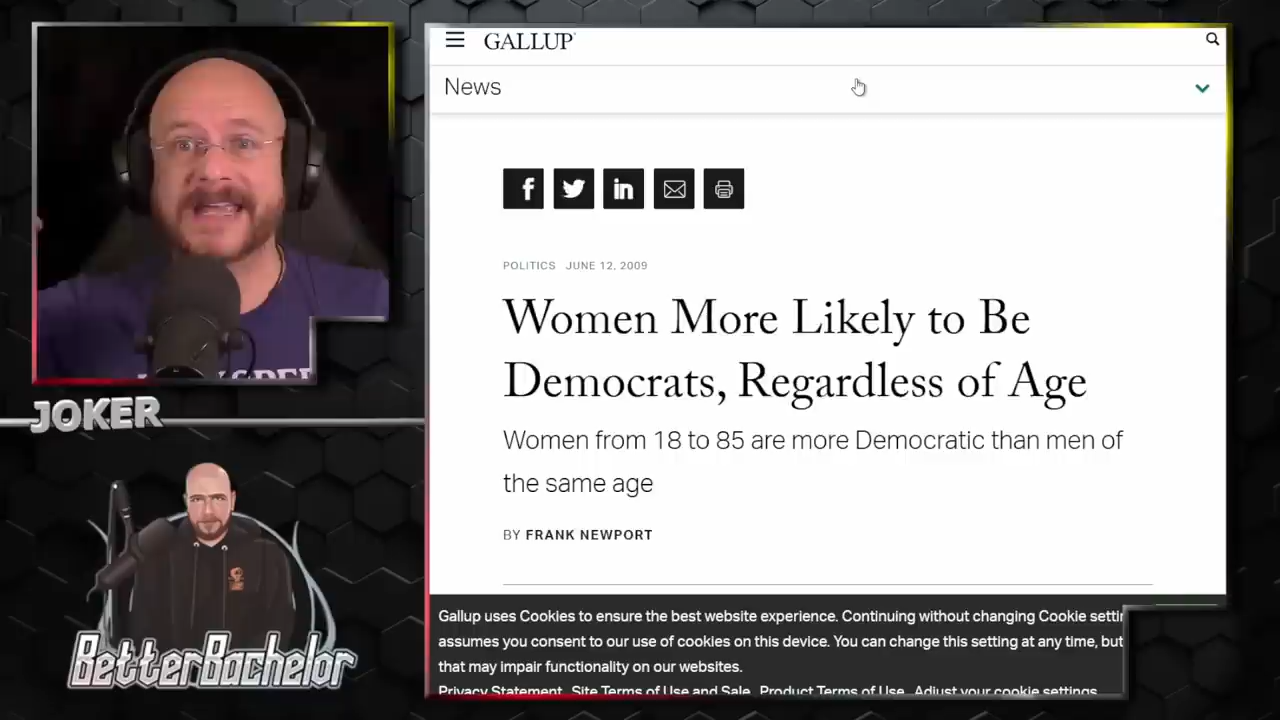 GALLUP
News
POLITICS JUNE 12, 2009
Women More Likely to Be
Democrats, Regardless of Age
Women from 18 to 85 are more Democratic than men of
the same age
BY FRANK NEWPORT
Gallup uses Cookies to ensure the best website experience. Continuing without changing Cookie
assumes you consent to our use of cookies on this device. You can change this setting at any time, but
that may impair functionality on our websites.
Privacy Statement Site Terms of Use and Sale Product Terms of Use Adjust your cookie settings
JOKER
BetterBachelor